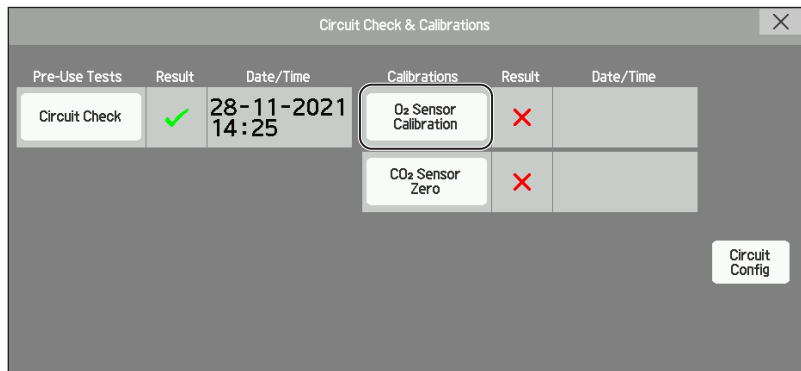 Circuit Check & Calibrations
Pre-Use Tests Result Date/Time Calibrations Result Date/Time
Circuit Check
28-11-2021
14:25
O₂ Sensor
Calibration
CO₂ Sensor
Zero
Circuit
Config